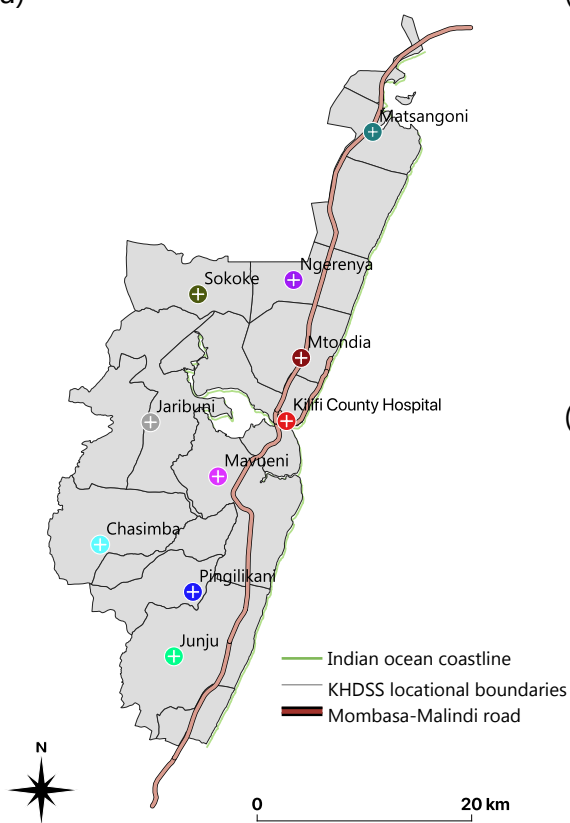 d)
(
Matsangoni
Ngerenya
Sokoke
Mtondia
Kilifi County Hospital
Jaribuni
(
Mavueni
Chasimba
Pingilikani
Junju
Indian ocean coastline
KHDSS locational boundaries
Mombasa-Malindi road
N
0 20 km